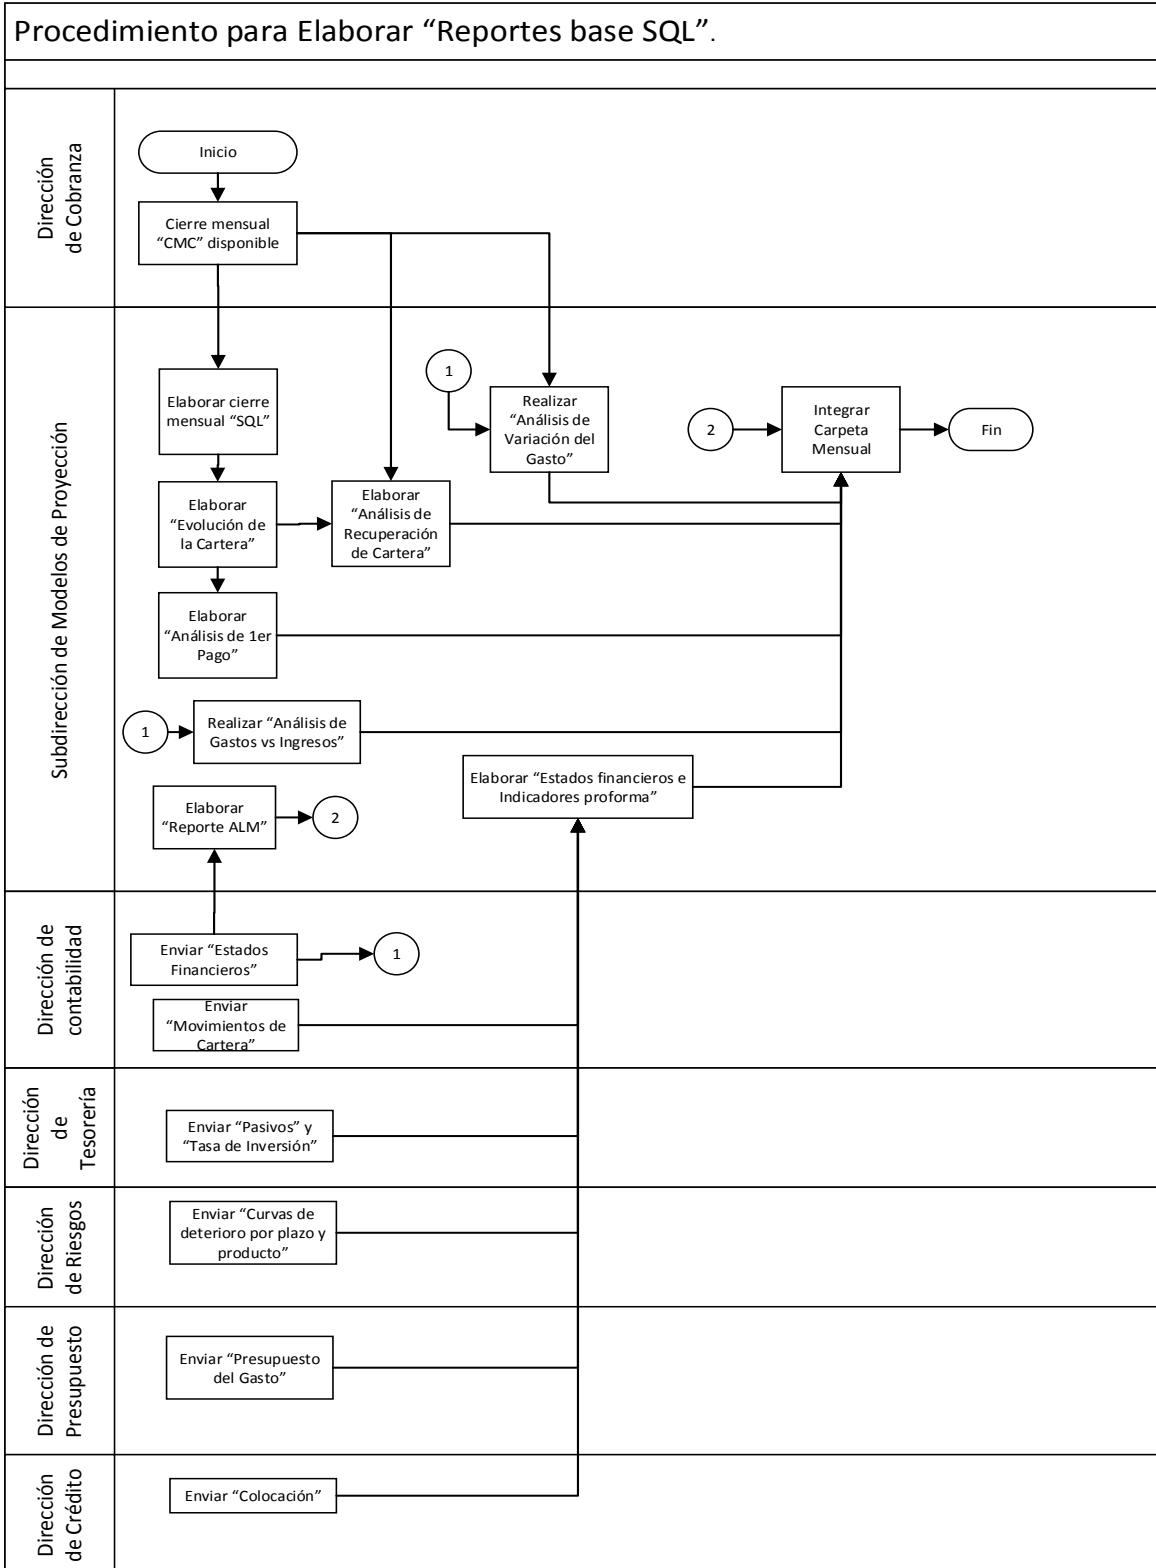 Procedimiento para Elaborar “Reportes base SQL”.
Dirección
de Cobranza
Inicio
Cierre mensual
“CMC” disponible
Subdirección de Modelos de Proyección
Elaborar cierre
mensual “SQL”
1
Realizar
“Análisis de
Variación del
Gasto”
2
Integrar
Carpeta
Mensual
Fin
Elaborar
“Evolución de
la Cartera”
Elaborar
“Análisis de
Recuperación
de Cartera”
Elaborar
“Análisis de 1er
Pago”
1
Realizar “Análisis de
Gastos vs Ingresos”
Elaborar “Estados financieros e
Indicadores proforma”
Elaborar
“Reporte ALM”
2
Dirección de
contabilidad
Enviar “Estados
Financieros”
1
Enviar
“Movimientos de
Cartera”
Dirección
de
Tesorería
Enviar “Pasivos” y
“Tasa de Inversión”
Dirección
de Riesgos
Enviar “Curvas de
deterioro por plazo y
producto”
Dirección de
Presupuesto
Enviar “Presupuesto
del Gasto”
Dirección
de Crédito
Enviar “Colocación”